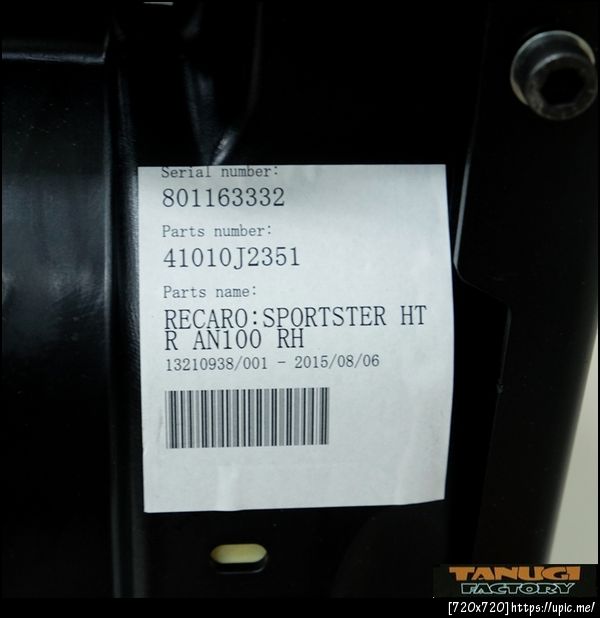 Serial number:
801163332
Parts number:
41010J2351
Parts name:
RECARO:SPORTSTER HT
R AN100 RH
13210938/001 - 2015/08/06
TANUGI
FACTORY
[720x720]https://upic.me/